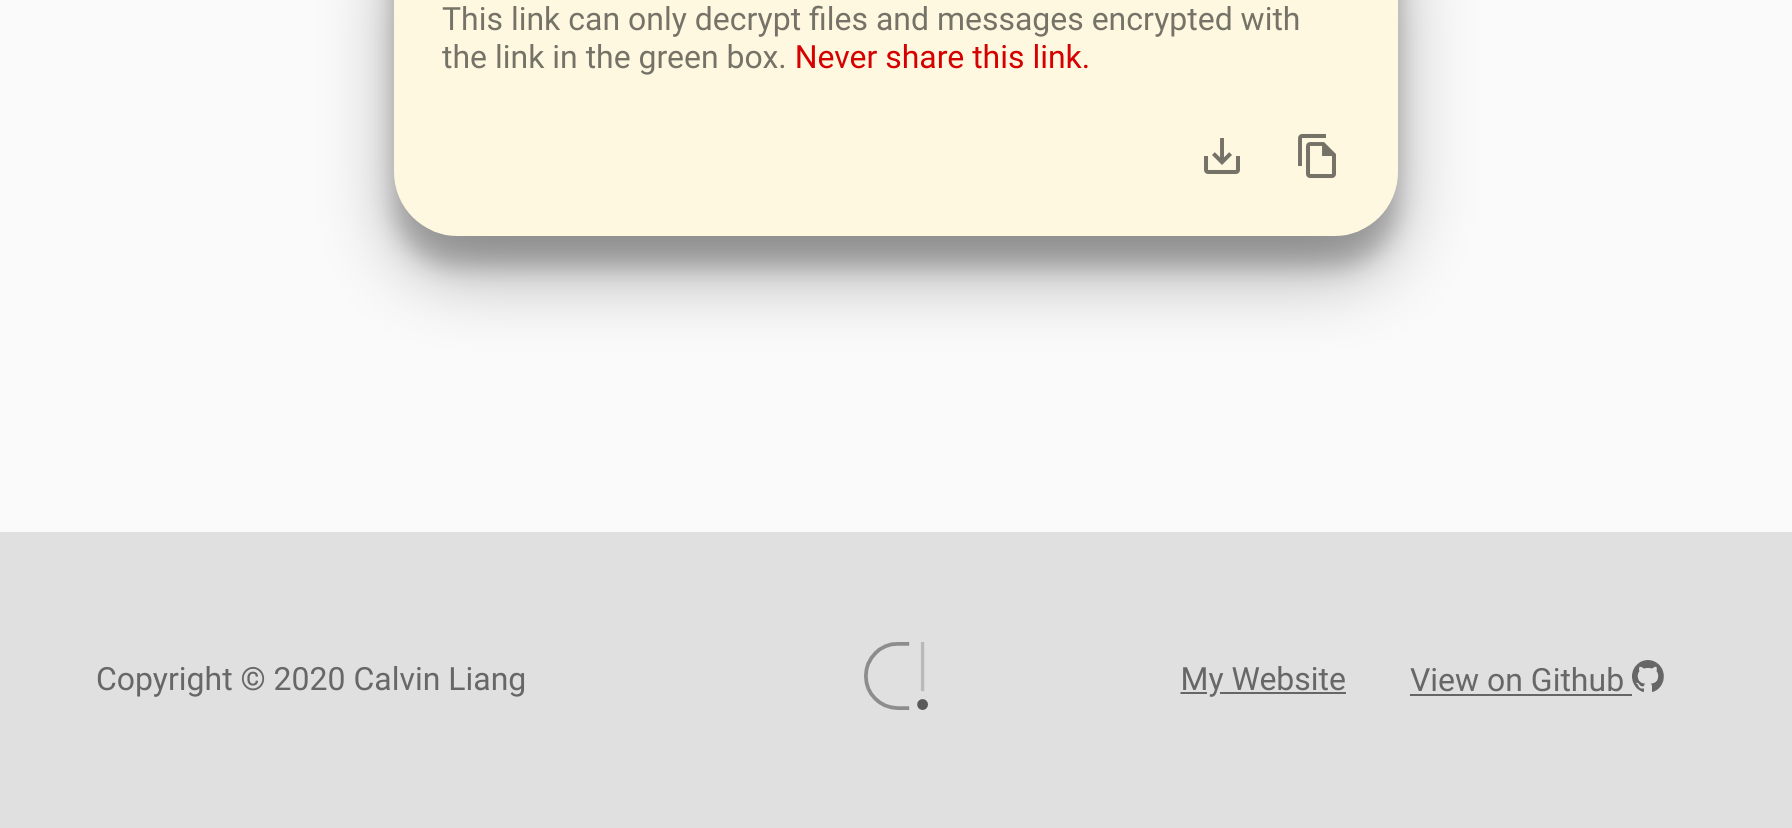 This link can only decrypt files and messages encrypted with
the link in the green box. Never share this link.
Copyright © 2020 Calvin Liang
My Website
View on Github